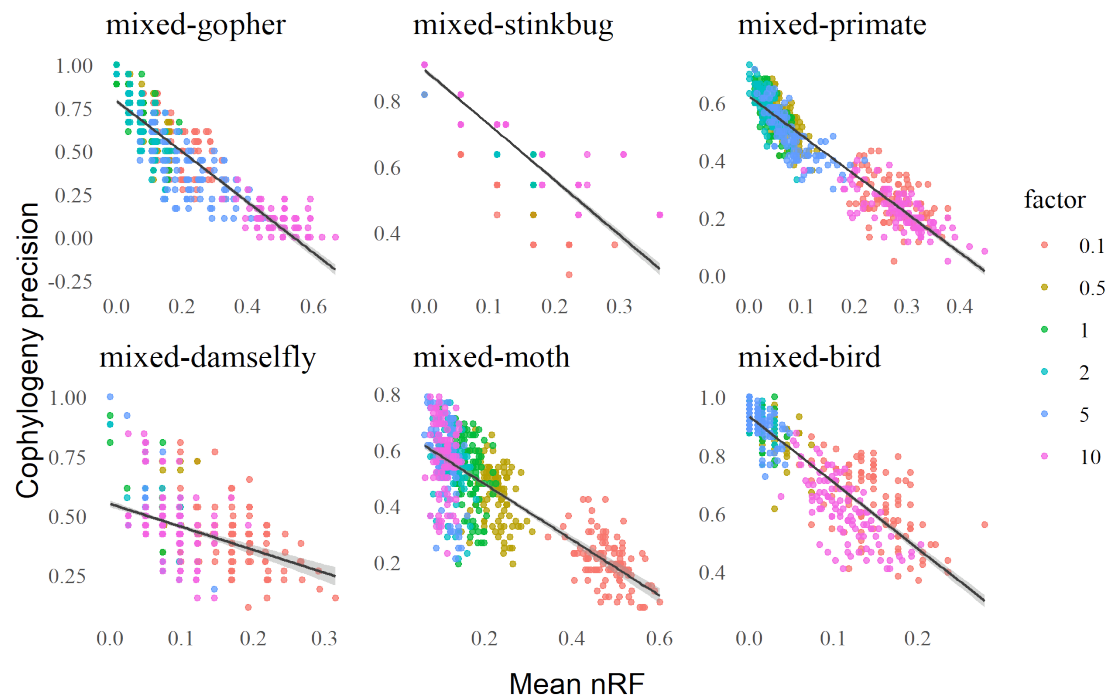 mixed-gopher mixed-stinkbug mixed-primate
1.00
0.75
0.50
0.25
0.00
-0.25
0.0 0.2 0.4 0.6
0.8
0.6
0.4
0.0 0.1 0.2 0.3
0.6
0.4
0.2
0.0
0.0 0.1 0.2 0.3 0.4
mixed-damselfly mixed-moth mixed-bird
1.00
0.75
0.50
0.25
0.0 0.1 0.2 0.3
0.8
0.6
0.4
0.2
0.2 0.4 0.6
1.0
0.8
0.6
0.4
0.0 0.1 0.2
Cophylogeny precision
Mean nRF
factor
0.1
0.5
1
2
5
10